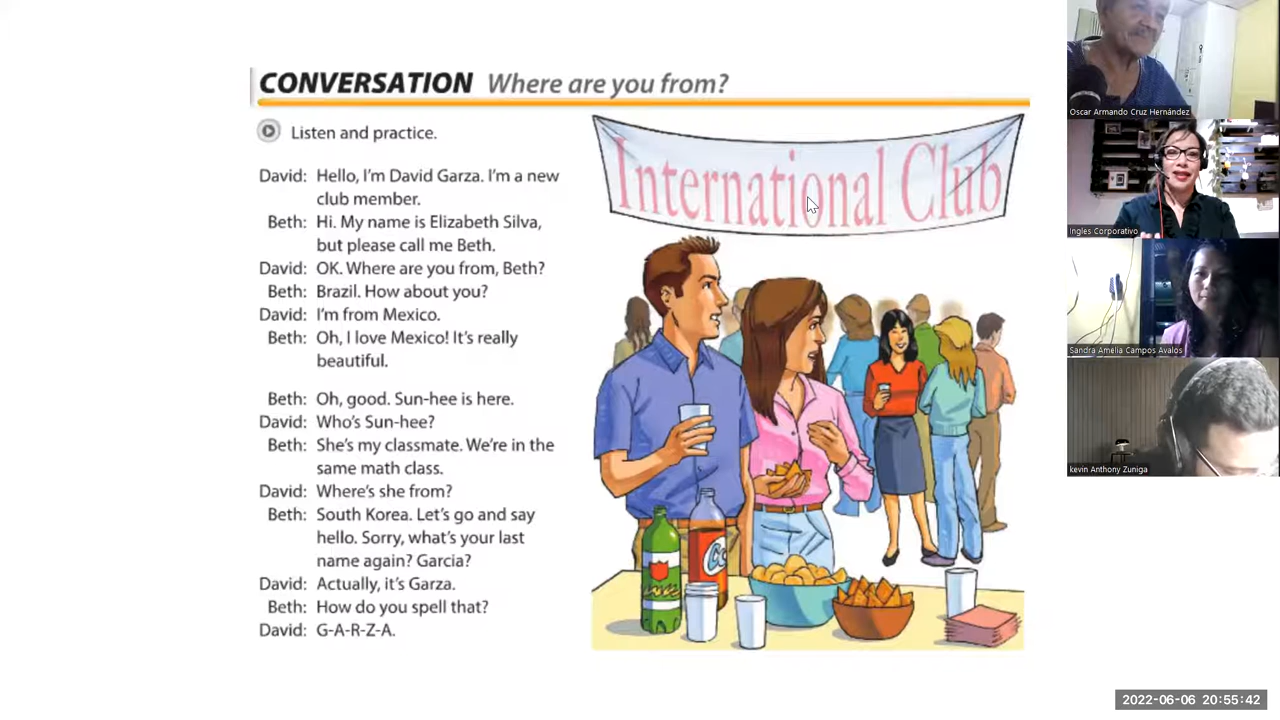 CONVERSATION Where are you from?
Listen and practice.
David: Hello, I'm David Garza. I'm a new
club member.
Beth: Hi. My name is Elizabeth Silva,
but please call me Beth.
David: OK. Where are you from, Beth?
Beth: Brazil. How about you?
David: I'm from Mexico.
Beth: Oh, I love Mexico! It's really
beautiful.
Beth: Oh, good. Sun-hee is here.
David: Who's Sun-hee?
Beth: She's my classmate. We're in the
same math class.
David: Where's she from?
Beth: South Korea. Let's go and say
hello. Sorry, what's your last
name again? Garcia?
David: Actually, it's Garza.
Beth: How do you spell that?
David: G-A-R-Z-A.
International Club
Oscar Armando Cruz Hernández
Ingles Corporativo
Sandra Amelia Campos Avalos
kevin Anthony Zuniga
2022-06-06 20:55:42